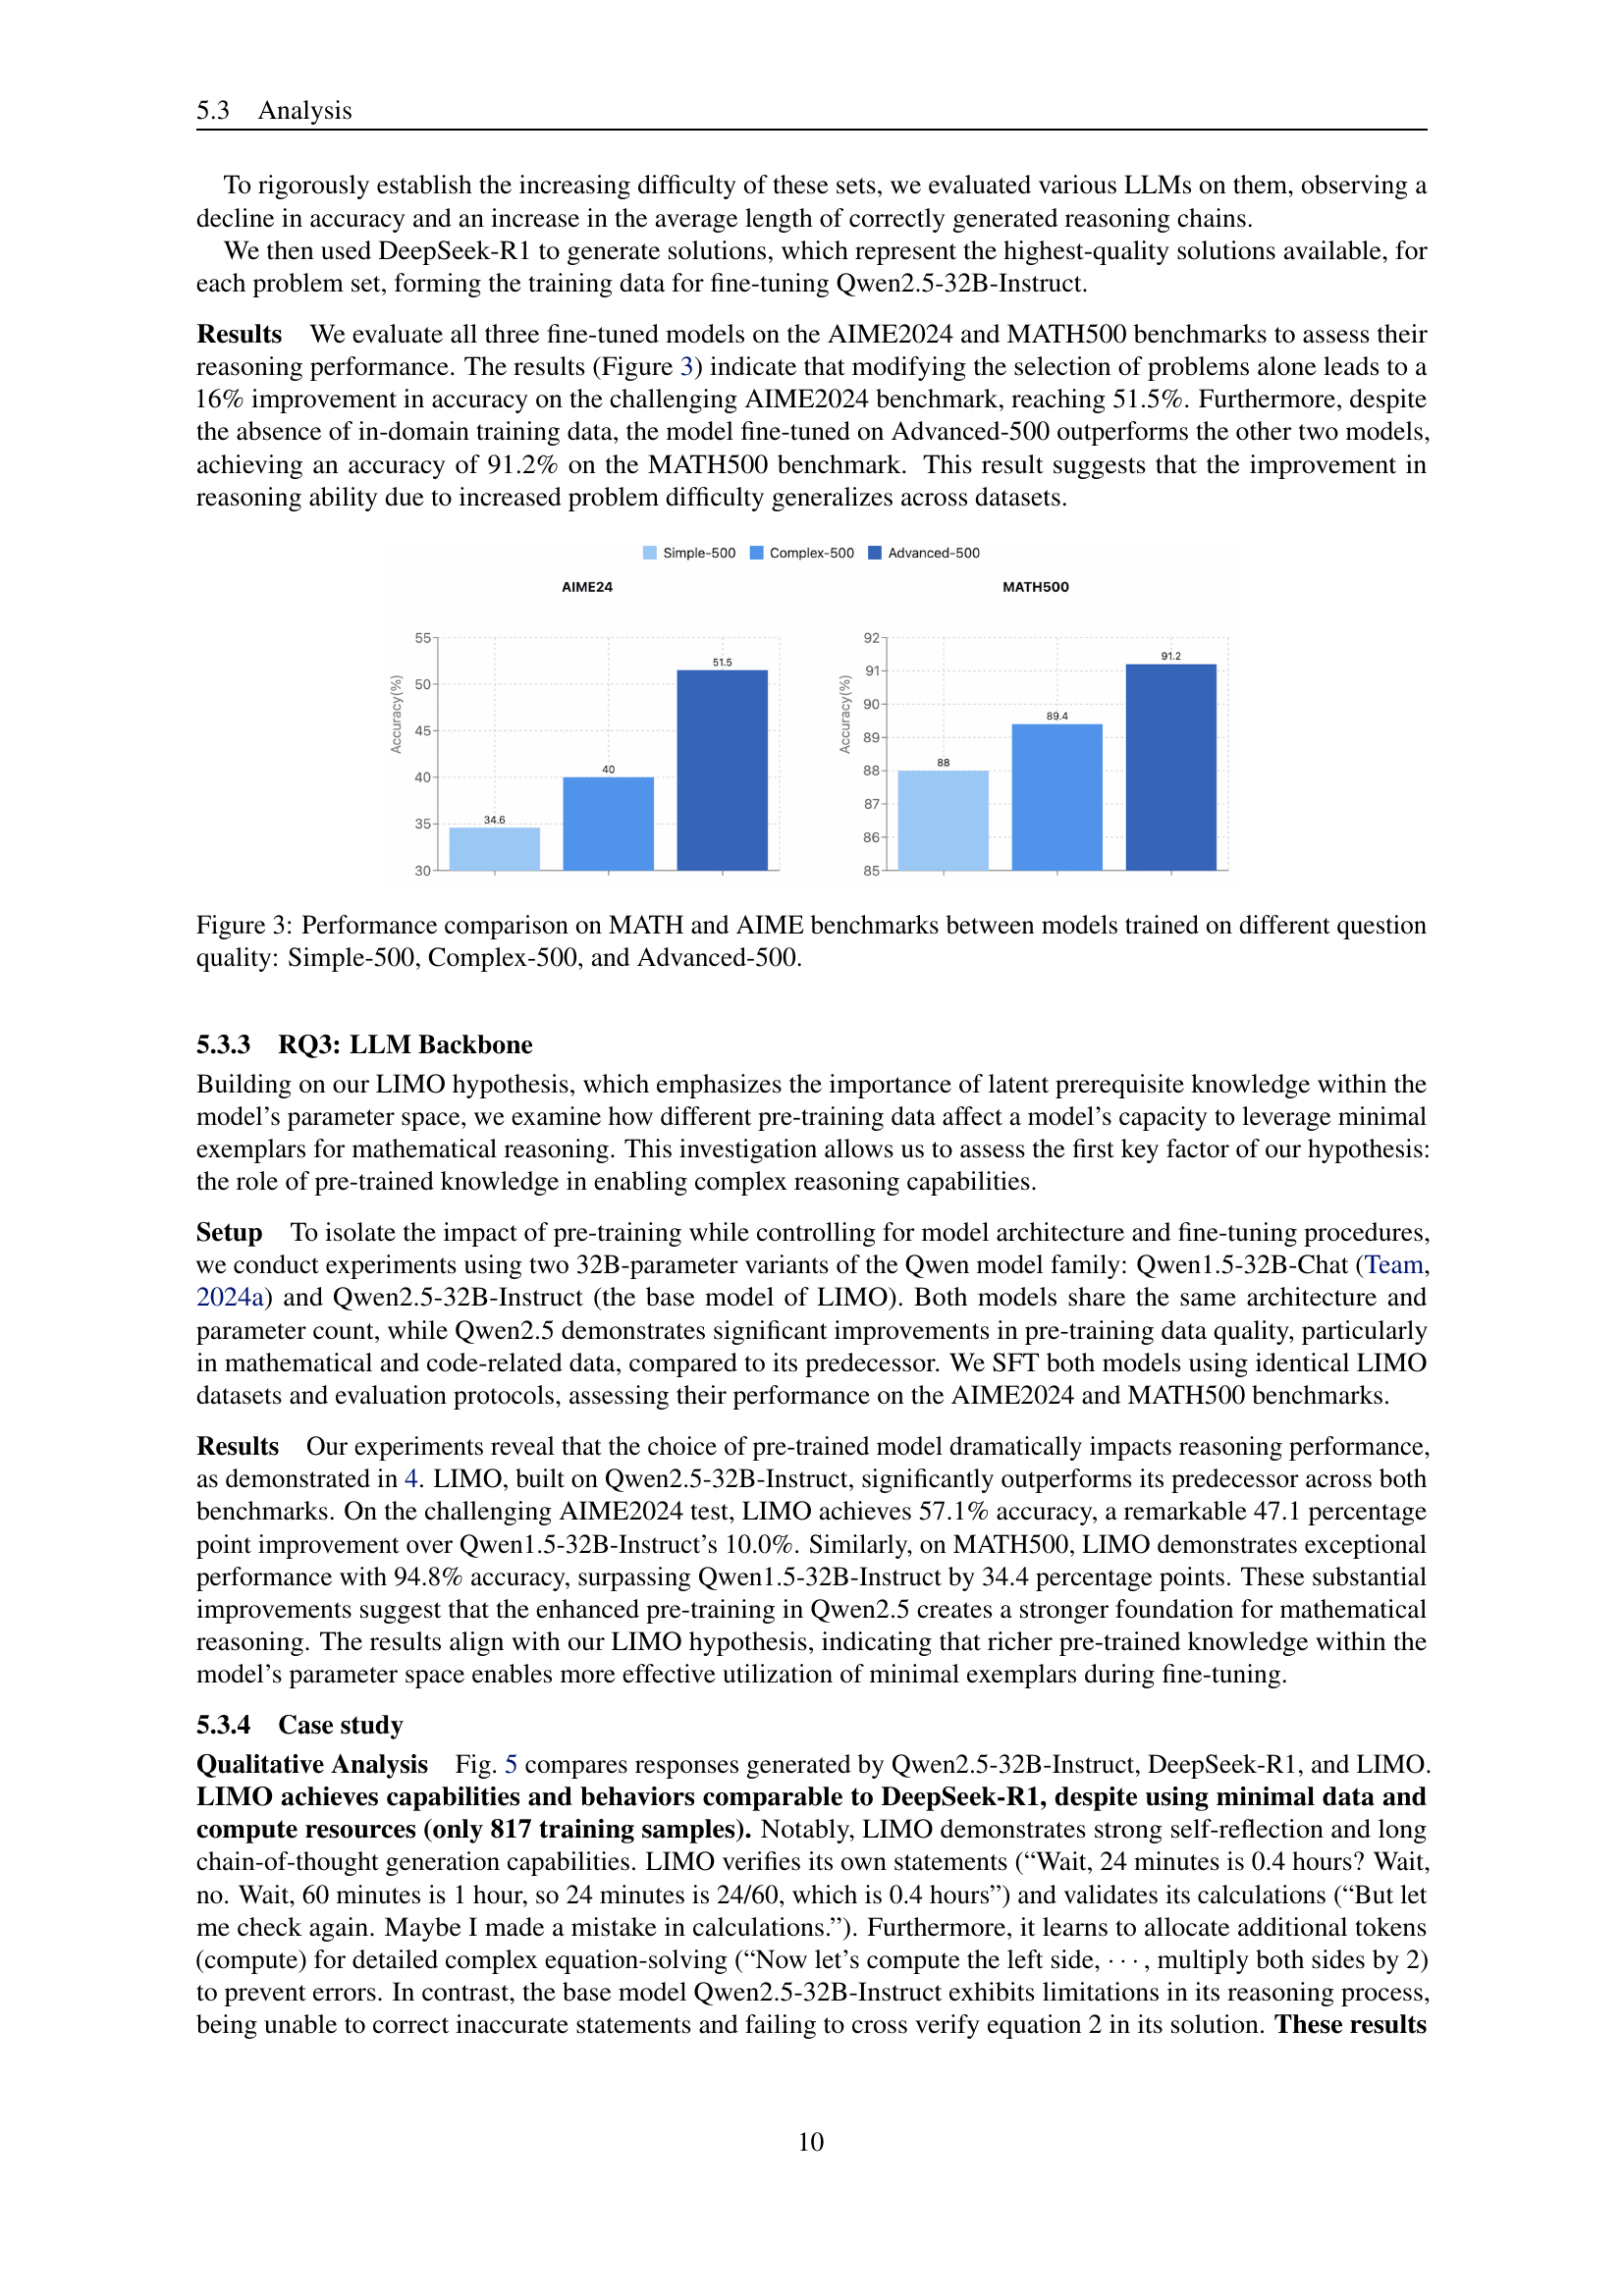 5.3 Analysis
To rigorously establish the increasing difficulty of these sets, we evaluated various LLMs on them, observing a
decline in accuracy and an increase in the average length of correctly generated reasoning chains.
We then used DeepSeek-R1 to generate solutions, which represent the highest-quality solutions available, for
each problem set, forming the training data for fine-tuning Qwen2.5-32B-Instruct.
Results We evaluate all three fine-tuned models on the AIME2024 and MATH500 benchmarks to assess their
reasoning performance. The results (Figure 3) indicate that modifying the selection of problems alone leads to a
16% improvement in accuracy on the challenging AIME2024 benchmark, reaching 51.5%. Furthermore, despite
the absence of in-domain training data, the model fine-tuned on Advanced-500 outperforms the other two models,
achieving an accuracy of 91.2% on the MATH500 benchmark. This result suggests that the improvement in
reasoning ability due to increased problem difficulty generalizes across datasets.
Simple-500 Complex-500 Advanced-500
AIME24
Accuracy(%)
55
50
45
40
35
30
34.6
40
51.5
MATH500
Accuracy(%)
92
91
90
89
88
87
86
85
88
89.4
91.2
Figure 3: Performance comparison on MATH and AIME benchmarks between models trained on different question
quality: Simple-500, Complex-500, and Advanced-500.
5.3.3 RQ3: LLM Backbone
Building on our LIMO hypothesis, which emphasizes the importance of latent prerequisite knowledge within the
model's parameter space, we examine how different pre-training data affect a model's capacity to leverage minimal
exemplars for mathematical reasoning. This investigation allows us to assess the first key factor of our hypothesis:
the role of pre-trained knowledge in enabling complex reasoning capabilities.
Setup To isolate the impact of pre-training while controlling for model architecture and fine-tuning procedures,
we conduct experiments using two 32B-parameter variants of the Qwen model family: Qwen1.5-32B-Chat (Team,
2024a) and Qwen2.5-32B-Instruct (the base model of LIMO). Both models share the same architecture and
parameter count, while Qwen2.5 demonstrates significant improvements in pre-training data quality, particularly
in mathematical and code-related data, compared to its predecessor. We SFT both models using identical LIMO
datasets and evaluation protocols, assessing their performance on the AIME2024 and MATH500 benchmarks.
Results Our experiments reveal that the choice of pre-trained model dramatically impacts reasoning performance,
as demonstrated in 4. LIMO, built on Qwen2.5-32B-Instruct, significantly outperforms its predecessor across both
benchmarks. On the challenging AIME2024 test, LIMO achieves 57.1% accuracy, a remarkable 47.1 percentage
point improvement over Qwen1.5-32B-Instruct's 10.0%. Similarly, on MATH500, LIMO demonstrates exceptional
performance with 94.8% accuracy, surpassing Qwen1.5-32B-Instruct by 34.4 percentage points. These substantial
improvements suggest that the enhanced pre-training in Qwen2.5 creates a stronger foundation for mathematical
reasoning. The results align with our LIMO hypothesis, indicating that richer pre-trained knowledge within the
model's parameter space enables more effective utilization of minimal exemplars during fine-tuning.
5.3.4 Case study
Qualitative Analysis Fig. 5 compares responses generated by Qwen2.5-32B-Instruct, DeepSeek-R1, and LIMO.
LIMO achieves capabilities and behaviors comparable to DeepSeek-R1, despite using minimal data and
compute resources (only 817 training samples). Notably, LIMO demonstrates strong self-reflection and long
chain-of-thought generation capabilities. LIMO verifies its own statements (“Wait, 24 minutes is 0.4 hours? Wait,
no. Wait, 60 minutes is 1 hour, so 24 minutes is 24/60, which is 0.4 hours”) and validates its calculations (“But let
me check again. Maybe I made a mistake in calculations.”). Furthermore, it learns to allocate additional tokens
(compute) for detailed complex equation-solving (“Now let's compute the left side, · · · , multiply both sides by 2)
to prevent errors. In contrast, the base model Qwen2.5-32B-Instruct exhibits limitations in its reasoning process,
being unable to correct inaccurate statements and failing to cross verify equation 2 in its solution. These results
10